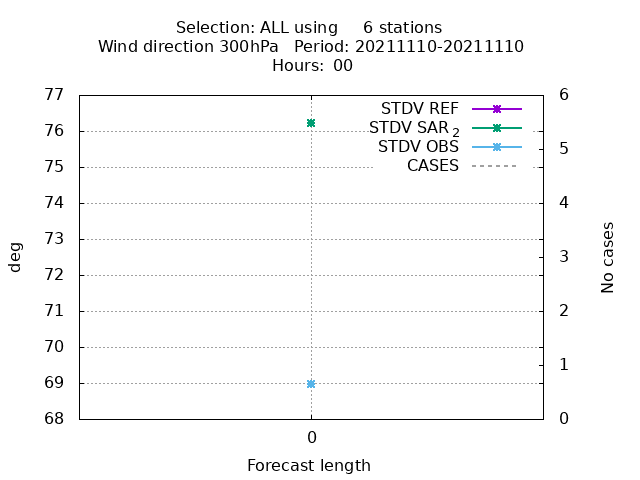 Selection: ALL using     6 stations
Wind direction 300hPa   Period: 20211110-20211110
Hours:  00
77
76
75
74
73
72
71
70
69
68
6
5
4
3
2
1
0
STDV REF
STDV SAR 2
STDV OBS
CASES
deg
No cases
0
Forecast length